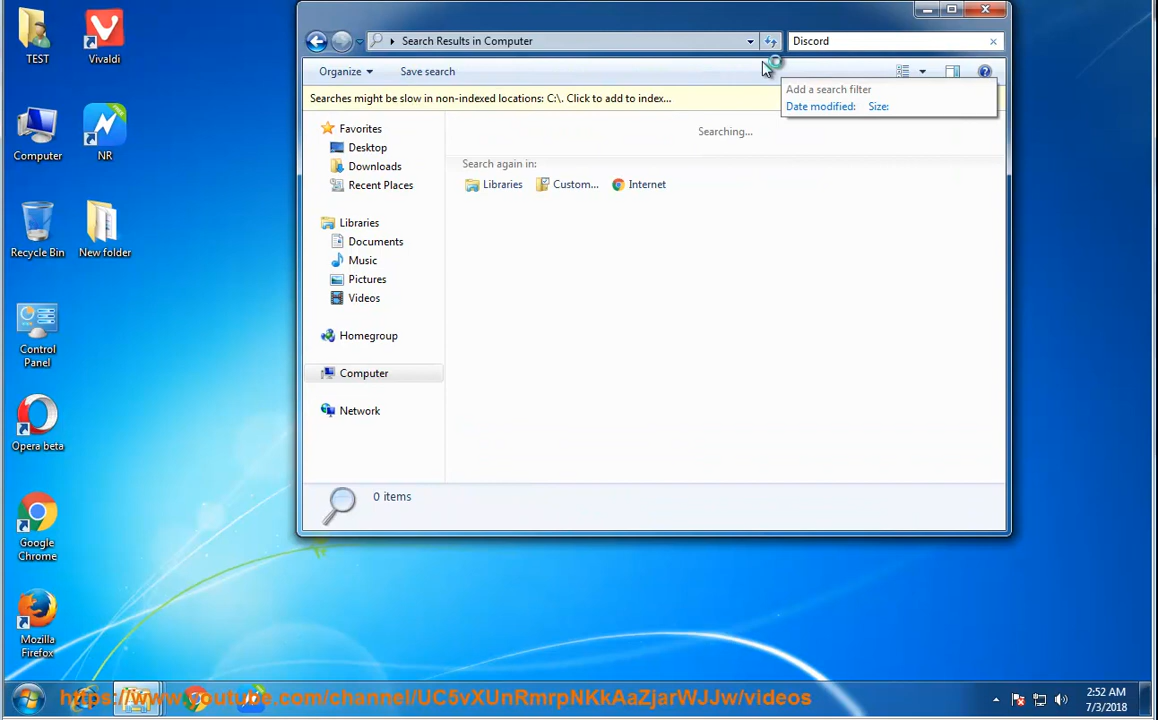 TEST
Vivaldi
Computer
NR
Recycle Bin
New folder
Control Panel
Opera beta
Google Chrome
Mozilla Firefox
Search Results in Computer
Discord
Organize
Save search
Add a search filter
Date modified: Size:
Searches might be slow in non-indexed locations: C:\. Click to add to index...
Favorites
Desktop
Downloads
Recent Places
Libraries
Documents
Music
Pictures
Videos
Homegroup
Computer
Network
Searching...
Search again in:
Libraries
Custom...
Internet
0 items
https://www.youtube.com/channel/UC5vXUnRmrpNKkAaZjarWJJw/videos
2:52 AM
7/3/2018